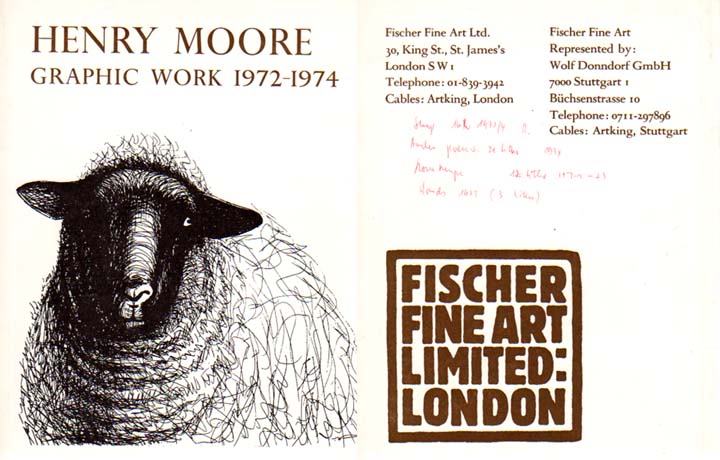 HENRY MOORE
GRAPHIC WORK 1972-1974
Fischer Fine Art Ltd.
30, King St., St. James's
London SW1
Telephone: 01-839-3942
Cables: Artking, London
Fischer Fine Art
Represented by:
Wolf Donndorf GmbH
7000 Stuttgart 1
Büchsenstrasse 10
Telephone: 0711-297896
Cables: Artking, Stuttgart
FISCHER
FINE ART
LIMITED:
LONDON